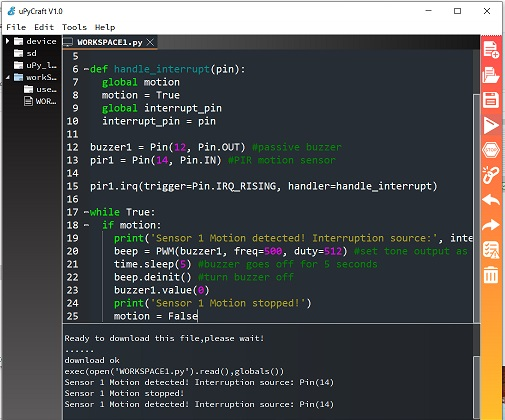 uPyCraft V1.0
File Edit Tools Help
device
sd
uPy_l...
workS...
use...
WOR...
WORKSPACE1.py
5
6 def handle_interrupt(pin):
7 global motion
8 motion = True
9 global interrupt_pin
10 interrupt_pin = pin
11
12 buzzer1 = Pin(12, Pin.OUT) #passive buzzer
13 pir1 = Pin(14, Pin.IN) #PIR motion sensor
14
15 pir1.irq(trigger=Pin.IRQ_RISING, handler=handle_interrupt)
16
17 while True:
18 if motion:
19 print('Sensor 1 Motion detected! Interruption source:', inte
20 beep = PWM(buzzer1, freq=500, duty=512) #set tone output as
21 time.sleep(5) #buzzer goes off for 5 seconds
22 beep.deinit() #turn buzzer off
23 buzzer1.value(0)
24 print('Sensor 1 Motion stopped!')
25 motion = False
Ready to download this file,please wait!
......
download ok
exec(open('WORKSPACE1.py').read(),globals())
Sensor 1 Motion detected! Interruption source: Pin(14)
Sensor 1 Motion stopped!
Sensor 1 Motion detected! Interruption source: Pin(14)